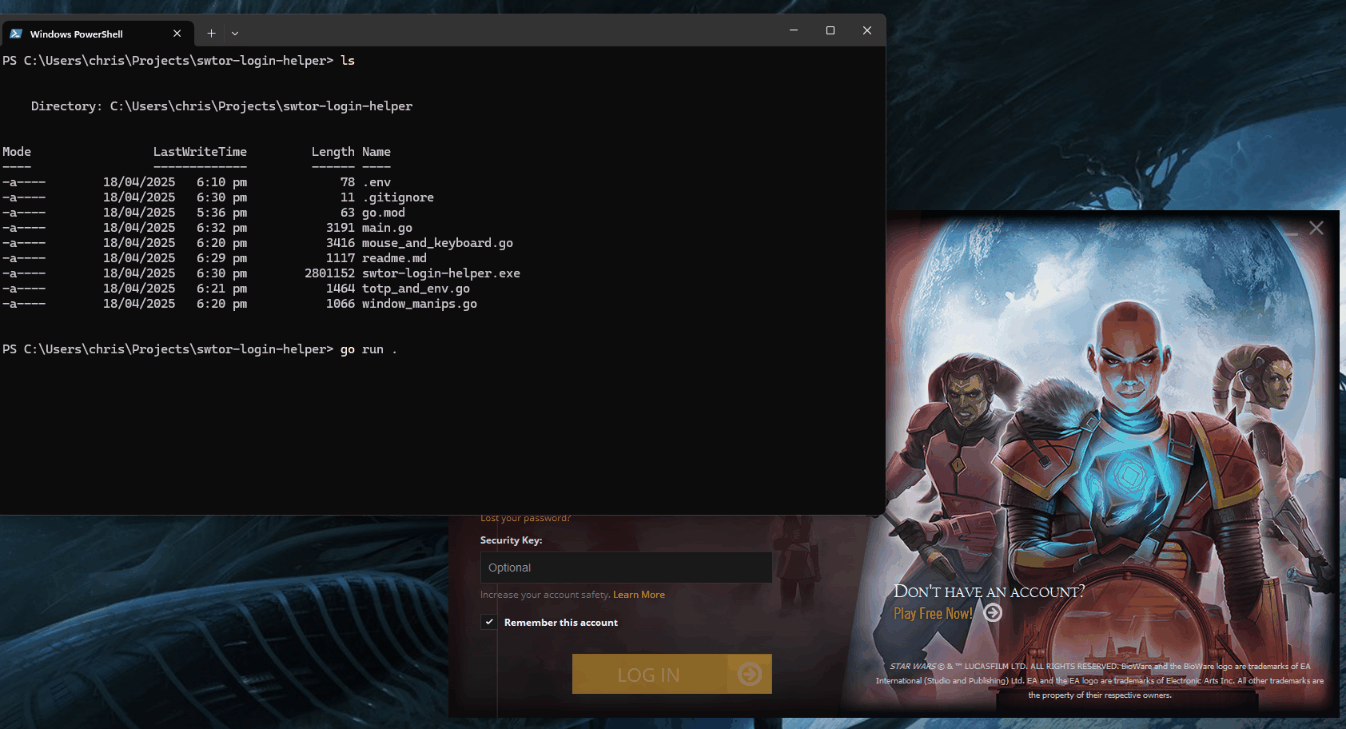 Windows PowerShell
PS C:\Users\chris\Projects\swtor-login-helper> ls
Directory: C:\Users\chris\Projects\swtor-login-helper
Mode LastWriteTime Length Name
---- ------------- ------ ----
-a---- 18/04/2025 6:10 pm 78 .env
-a---- 18/04/2025 6:30 pm 11 .gitignore
-a---- 18/04/2025 5:36 pm 63 go.mod
-a---- 18/04/2025 6:32 pm 3191 main.go
-a---- 18/04/2025 6:20 pm 3416 mouse_and_keyboard.go
-a---- 18/04/2025 6:29 pm 1117 readme.md
-a---- 18/04/2025 6:30 pm 2801152 swtor-login-helper.exe
-a---- 18/04/2025 6:21 pm 1464 totp_and_env.go
-a---- 18/04/2025 6:20 pm 1066 window_manips.go
PS C:\Users\chris\Projects\swtor-login-helper> go run .
Lost your password?
Security Key:
Optional
Increase your account safety. Learn More
Remember this account
LOG IN
DON'T HAVE AN ACCOUNT?
Play Free Now!
STAR WARS © & ™ LUCASFILM LTD. ALL RIGHTS RESERVED. BioWare and the BioWare logo are trademarks of EA
International (Studio and Publishing) Ltd. EA and the EA logo are trademarks of Electronic Arts Inc. All other trademarks are
the property of their respective owners.